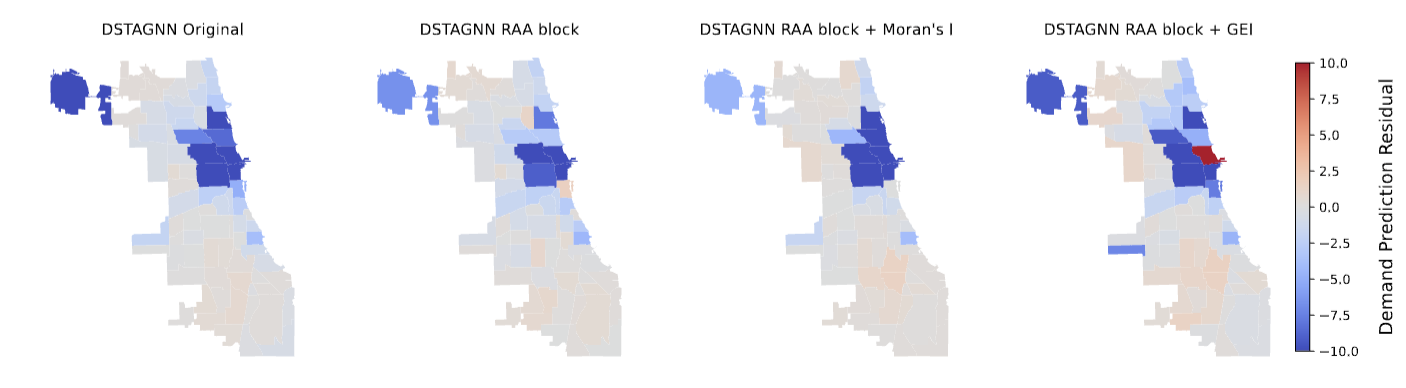 DSTAGNN Original
DSTAGNN RAA block
DSTAGNN RAA block + Moran's I
DSTAGNN RAA block + GEI
10.0
7.5
5.0
2.5
0.0
−2.5
−5.0
−7.5
−10.0
Demand Prediction Residual